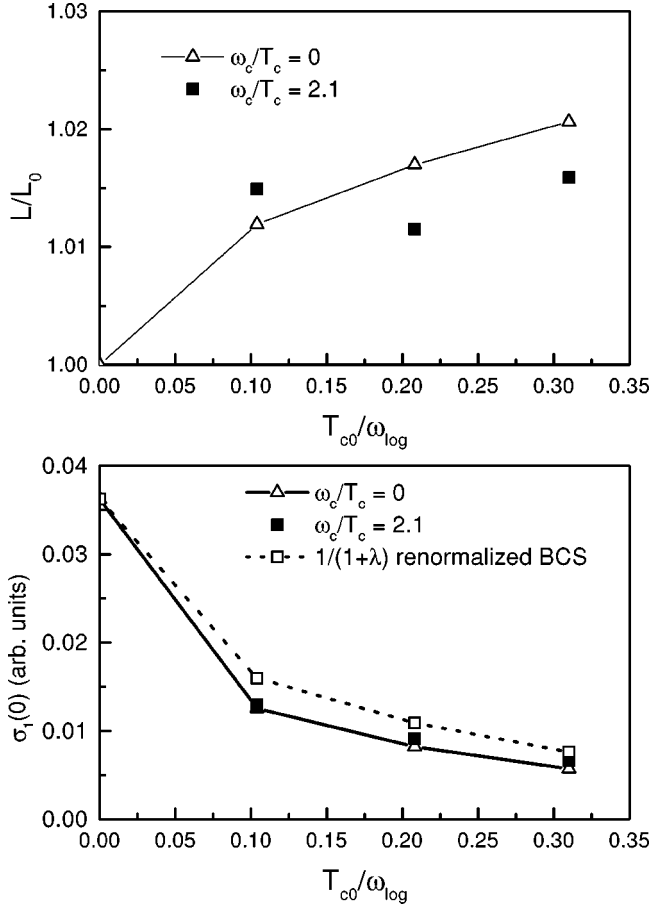 1.03
ω_c/T_c = 0
ω_c/T_c = 2.1
1.02
L/L_0
1.01
1.00
0.00 0.05 0.10 0.15 0.20 0.25 0.30 0.35
T_c0/ω_log
0.04
ω_c/T_c = 0
ω_c/T_c = 2.1
1/(1+λ) renormalized BCS
0.03
σ_1(0) (arb. units)
0.02
0.01
0.00
0.00 0.05 0.10 0.15 0.20 0.25 0.30 0.35
T_c0/ω_log